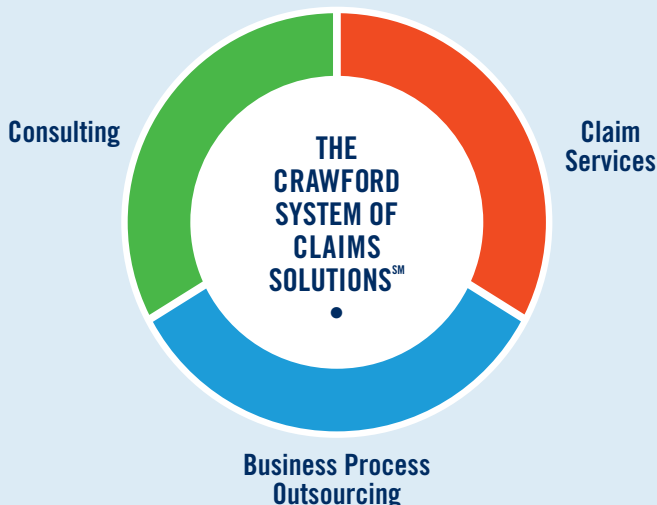 Consulting
THE
CRAWFORD
SYSTEM OF
CLAIMS
SOLUTIONS℠
Claim
Services
Business Process
Outsourcing